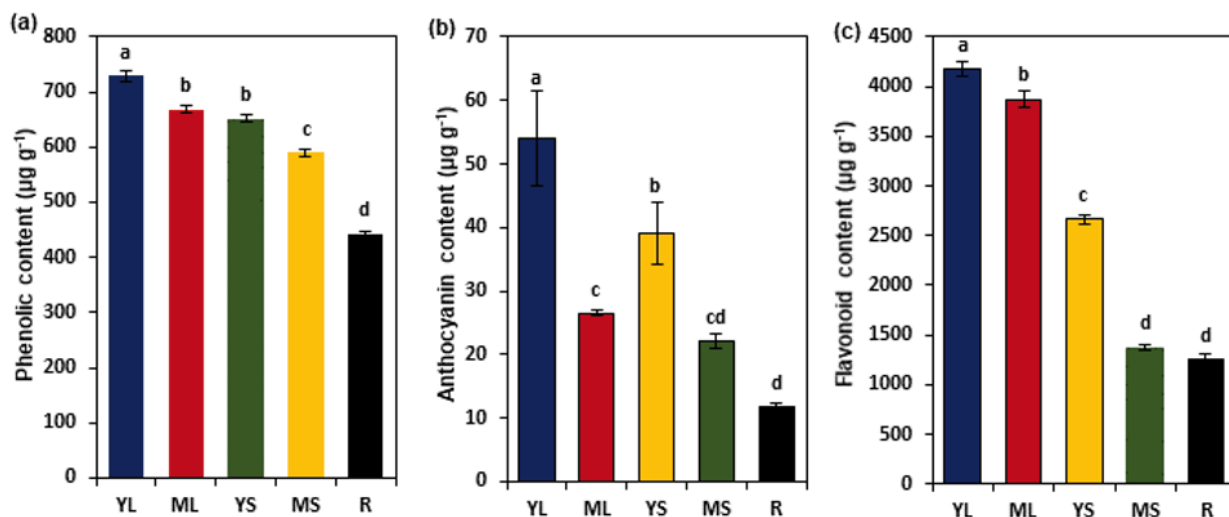 (a)
Phenolic content (µg g⁻¹)
800
700
600
500
400
300
200
100
0
a
b
b
c
d
YL ML YS MS R
(b)
Anthocyanin content (µg g⁻¹)
70
60
50
40
30
20
10
0
a
c
b
cd
d
YL ML YS MS R
(c)
Flavonoid content (µg g⁻¹)
4500
4000
3500
3000
2500
2000
1500
1000
500
0
a
b
c
d
d
YL ML YS MS R